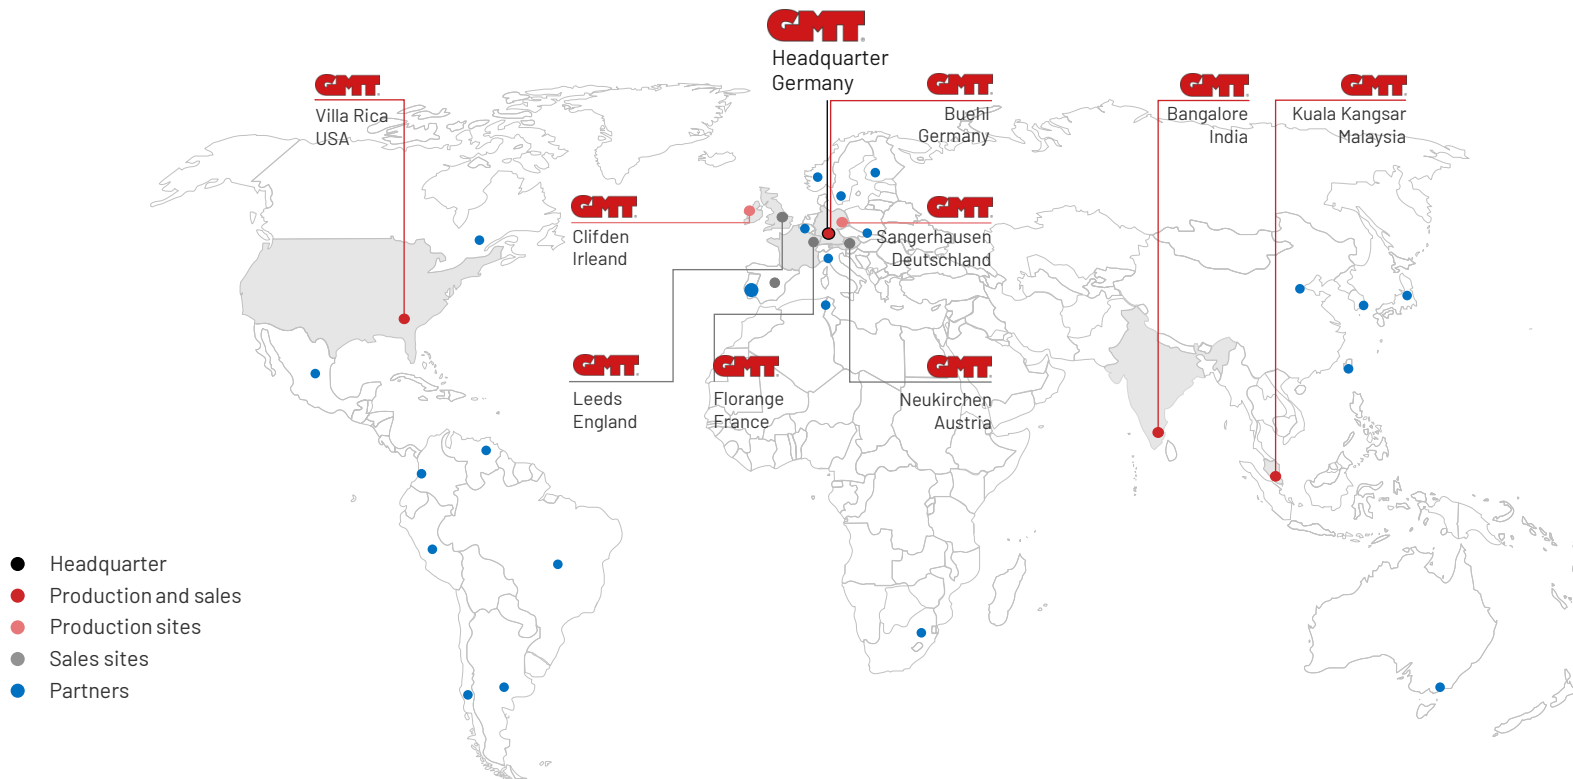 GMT
Headquarter
Germany
GMT
Villa Rica
USA
GMT
Buehl
Germany
GMT
Bangalore
India
GMT
Kuala Kangsar
Malaysia
GMT
Clifden
Irleand
GMT
Sangerhausen
Deutschland
GMT
Leeds
England
GMT
Florange
France
GMT
Neukirchen
Austria
Headquarter
Production and sales
Production sites
Sales sites
Partners